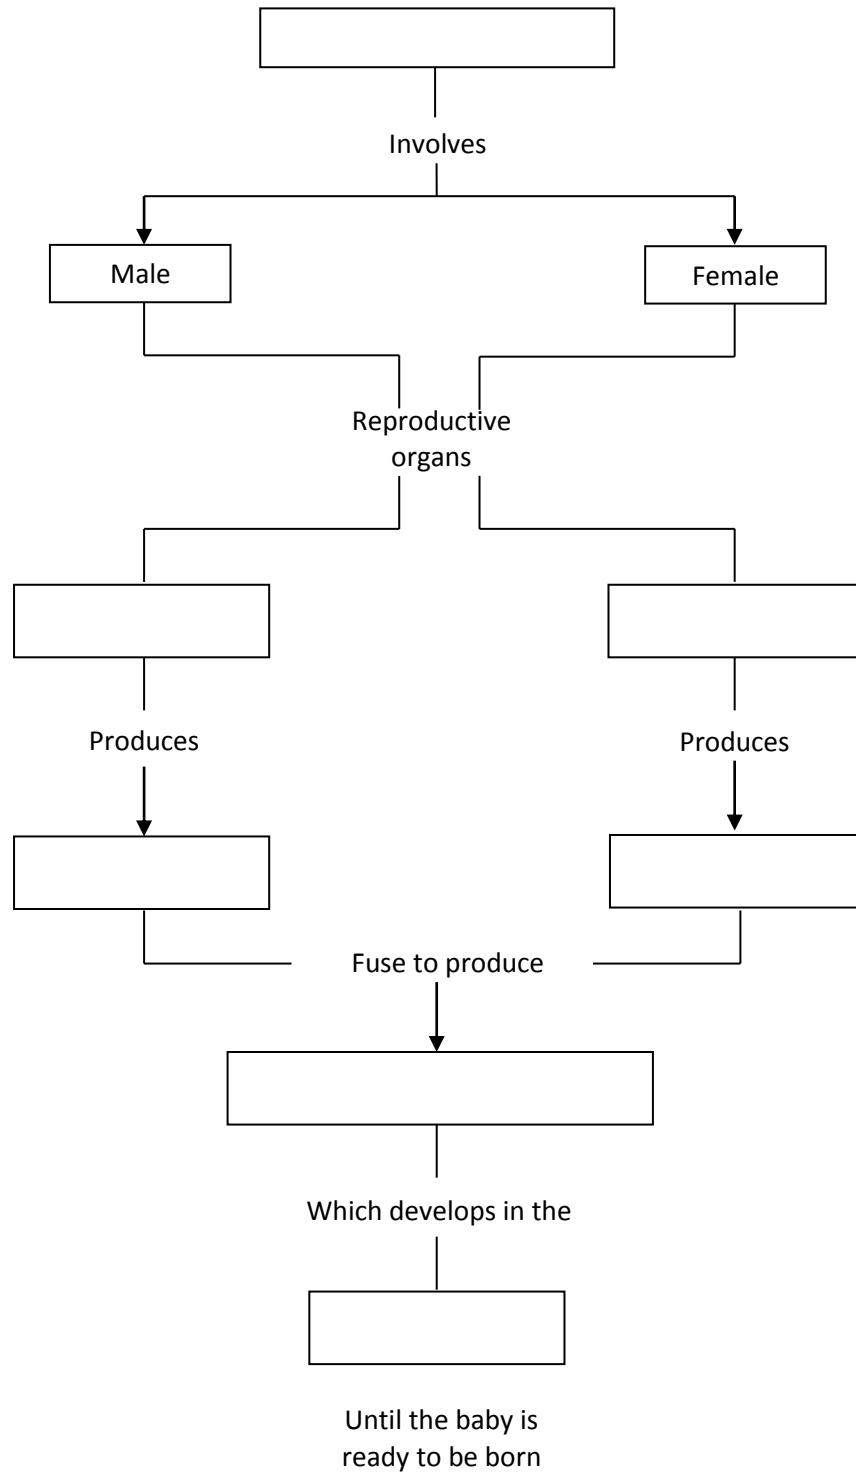 Involves
Male
Female
Reproductive
organs
Produces
Produces
Fuse to produce
Which develops in the
Until the baby is
ready to be born